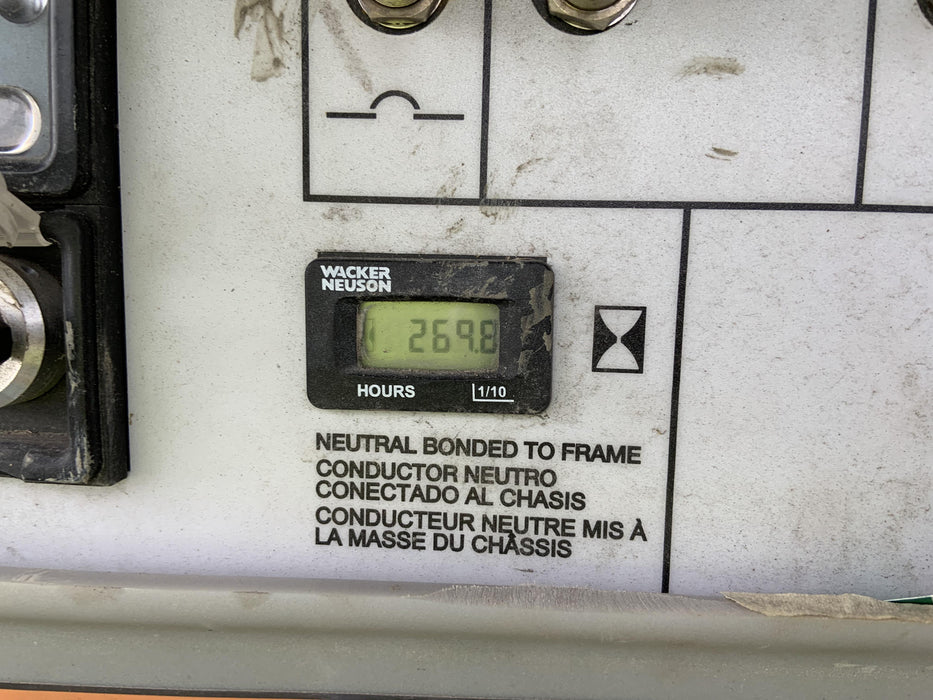 WACKER
NEUSON
269.8
HOURS 1/10
NEUTRAL BONDED TO FRAME
CONDUCTOR NEUTRO
CONECTADO AL CHASIS
CONDUCTEUR NEUTRE MIS À
LA MASSE DU CHÂSSIS